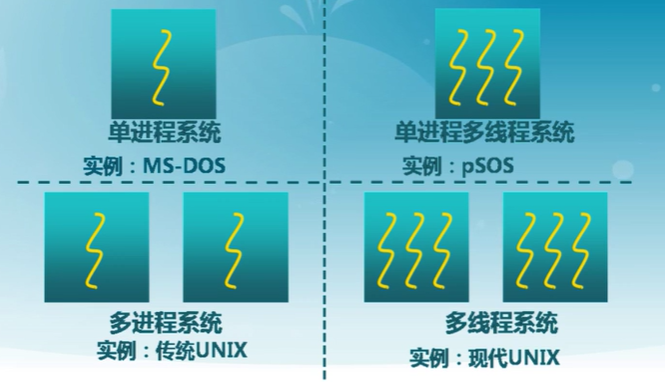 单进程系统
实例：MS-DOS
单进程多线程系统
实例：pSOS
多进程系统
实例：传统UNIX
多线程系统
实例：现代UNIX